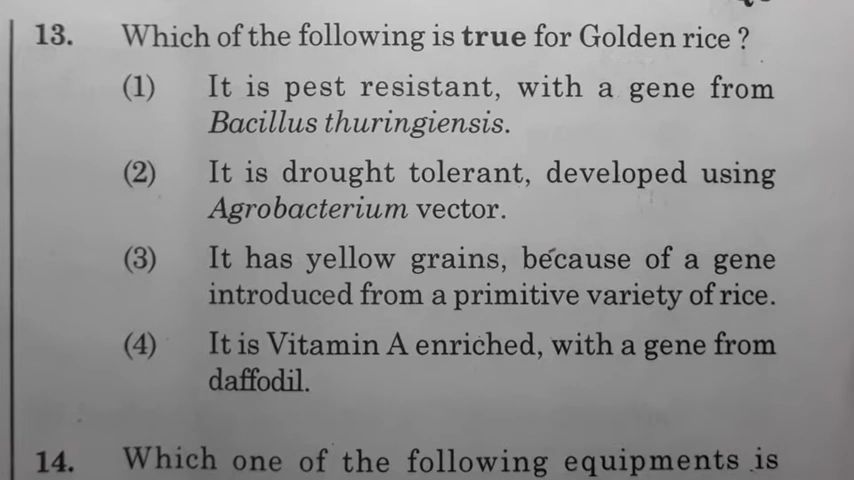 13. Which of the following is true for Golden rice ?
(1) It is pest resistant, with a gene from
Bacillus thuringiensis.
(2) It is drought tolerant, developed using
Agrobacterium vector.
(3) It has yellow grains, because of a gene
introduced from a primitive variety of rice.
(4) It is Vitamin A enriched, with a gene from
daffodil.
14. Which one of the following equipments is